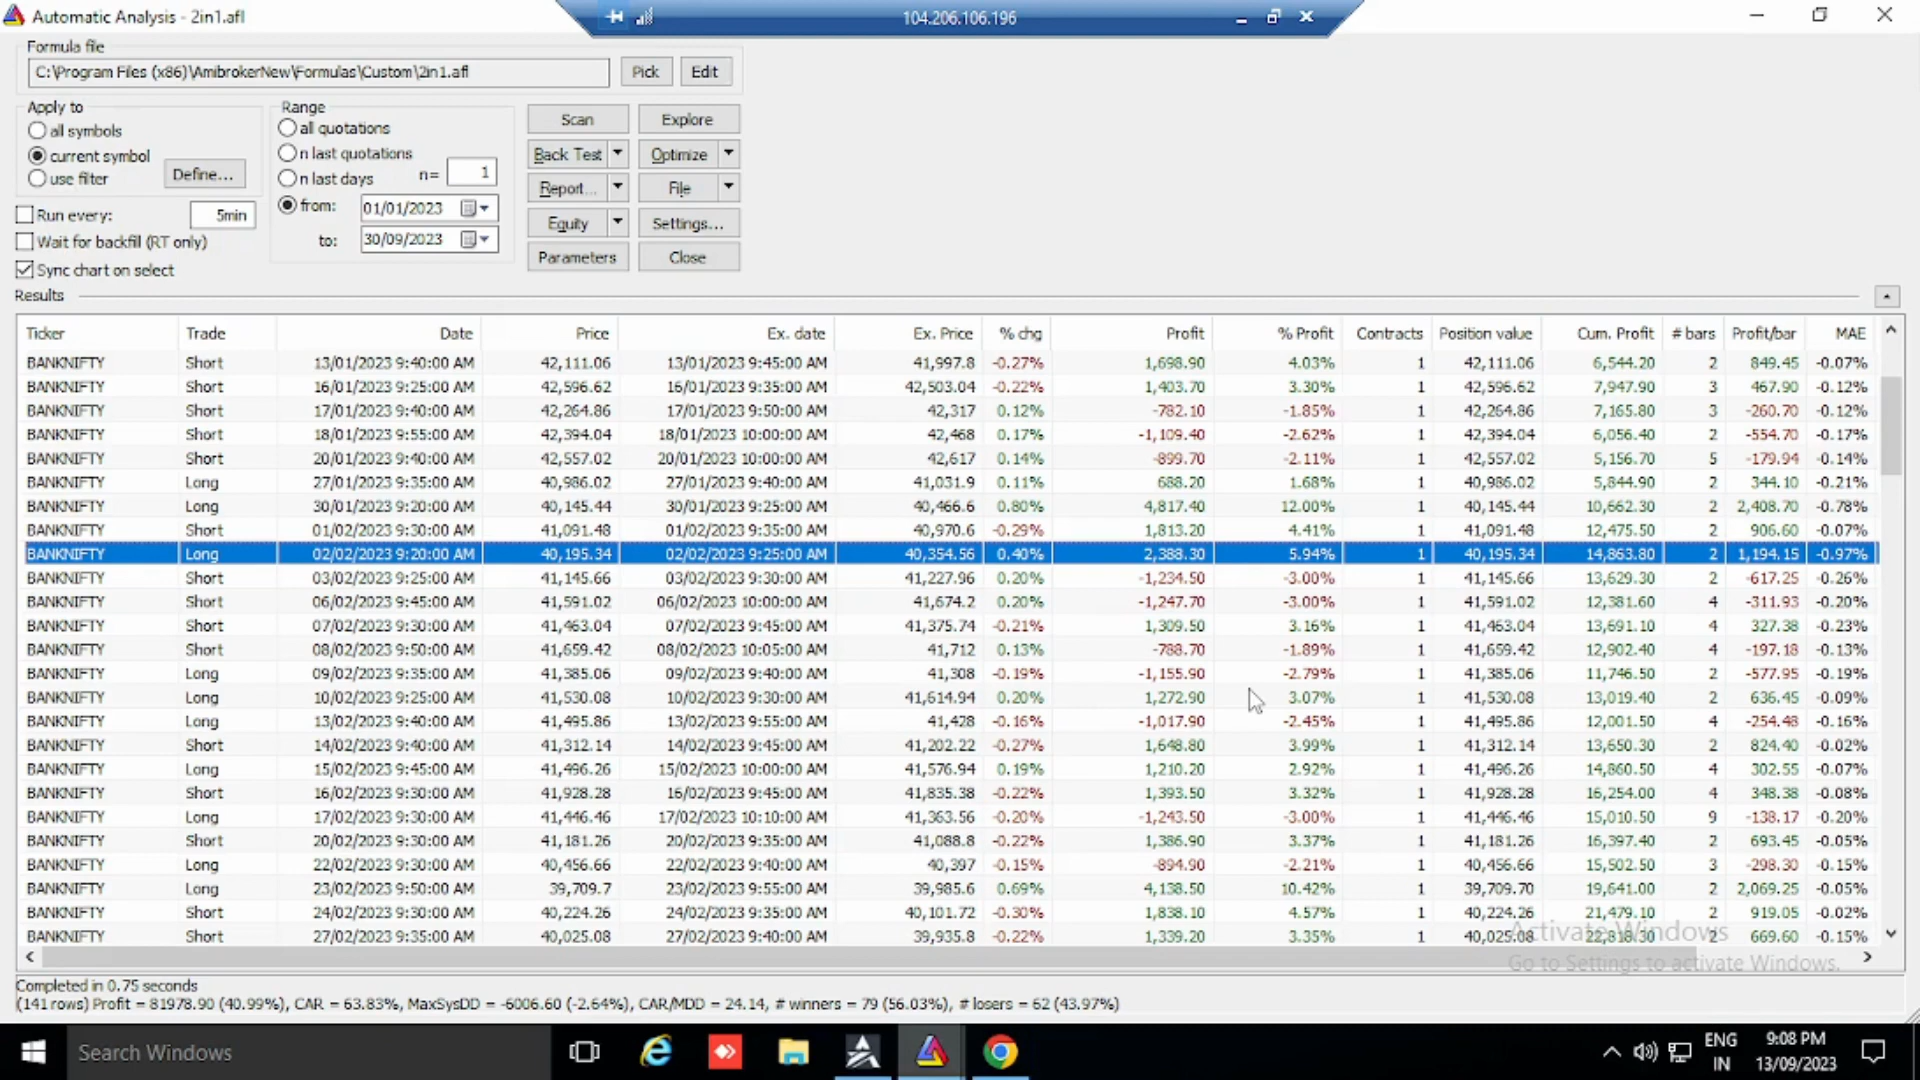 Automatic Analysis - 2in1.afl
104.206.106.196
Formula file
C:\Program Files (x86)\AmibrokerNew\Formulas\Custom\2in1.afl Pick Edit
Apply to
all symbols
current symbol
use filter Define...
Run every: 5min
Wait for backfill (RT only)
Sync chart on select
Range
all quotations
n last quotations
n last days n= 1
from: 01/01/2023
to: 30/09/2023
Scan Explore
Back Test Optimize
Report... File
Equity Settings...
Parameters Close
Results
Ticker Trade Date Price Ex. date Ex. Price % chg Profit % Profit Contracts Position value Cum. Profit # bars Profit/bar MAE
BANKNIFTY Short 13/01/2023 9:40:00 AM 42,111.06 13/01/2023 9:45:00 AM 41,997.8 -0.27% 1,698.90 4.03% 1 42,111.06 6,544.20 2 849.45 -0.07%
BANKNIFTY Short 16/01/2023 9:25:00 AM 42,596.62 16/01/2023 9:35:00 AM 42,503.04 -0.22% 1,403.70 3.30% 1 42,596.62 7,947.90 3 467.90 -0.12%
BANKNIFTY Short 17/01/2023 9:40:00 AM 42,264.86 17/01/2023 9:50:00 AM 42,317 0.12% -782.10 -1.85% 1 42,264.86 7,165.80 3 -260.70 -0.12%
BANKNIFTY Short 18/01/2023 9:55:00 AM 42,394.04 18/01/2023 10:00:00 AM 42,468 0.17% -1,109.40 -2.62% 1 42,394.04 6,056.40 2 -554.70 -0.17%
BANKNIFTY Short 20/01/2023 9:40:00 AM 42,557.02 20/01/2023 10:00:00 AM 42,617 0.14% -899.70 -2.11% 1 42,557.02 5,156.70 5 -179.94 -0.14%
BANKNIFTY Long 27/01/2023 9:35:00 AM 40,986.02 27/01/2023 9:40:00 AM 41,031.9 0.11% 688.20 1.68% 1 40,986.02 5,844.90 2 344.10 -0.21%
BANKNIFTY Long 30/01/2023 9:20:00 AM 40,145.44 30/01/2023 9:25:00 AM 40,466.6 0.80% 4,817.40 12.00% 1 40,145.44 10,662.30 2 2,408.70 -0.78%
BANKNIFTY Short 01/02/2023 9:30:00 AM 41,091.48 01/02/2023 9:35:00 AM 40,970.6 -0.29% 1,813.20 4.41% 1 41,091.48 12,475.50 2 906.60 -0.07%
BANKNIFTY Long 02/02/2023 9:20:00 AM 40,195.34 02/02/2023 9:25:00 AM 40,354.56 0.40% 2,388.30 5.94% 1 40,195.34 14,863.80 2 1,194.15 -0.97%
BANKNIFTY Short 03/02/2023 9:25:00 AM 41,145.66 03/02/2023 9:30:00 AM 41,227.96 0.20% -1,234.50 -3.00% 1 41,145.66 13,629.30 2 -617.25 -0.26%
BANKNIFTY Short 06/02/2023 9:45:00 AM 41,591.02 06/02/2023 10:00:00 AM 41,674.2 0.20% -1,247.70 -3.00% 1 41,591.02 12,381.60 4 -311.93 -0.20%
BANKNIFTY Short 07/02/2023 9:30:00 AM 41,463.04 07/02/2023 9:45:00 AM 41,375.74 -0.21% 1,309.50 3.16% 1 41,463.04 13,691.10 4 327.38 -0.23%
BANKNIFTY Short 08/02/2023 9:50:00 AM 41,659.42 08/02/2023 10:05:00 AM 41,712 0.13% -788.70 -1.89% 1 41,659.42 12,902.40 4 -197.18 -0.13%
BANKNIFTY Long 09/02/2023 9:35:00 AM 41,385.06 09/02/2023 9:40:00 AM 41,308 -0.19% -1,155.90 -2.79% 1 41,385.06 11,746.50 2 -577.95 -0.19%
BANKNIFTY Long 10/02/2023 9:25:00 AM 41,530.08 10/02/2023 9:30:00 AM 41,614.94 0.20% 1,272.90 3.07% 1 41,530.08 13,019.40 2 636.45 -0.09%
BANKNIFTY Long 13/02/2023 9:40:00 AM 41,495.86 13/02/2023 9:55:00 AM 41,428 -0.16% -1,017.90 -2.45% 1 41,495.86 12,001.50 4 -254.48 -0.16%
BANKNIFTY Short 14/02/2023 9:40:00 AM 41,312.14 14/02/2023 9:45:00 AM 41,202.22 -0.27% 1,648.80 3.99% 1 41,312.14 13,650.30 2 824.40 -0.02%
BANKNIFTY Long 15/02/2023 9:45:00 AM 41,496.26 15/02/2023 10:00:00 AM 41,576.94 0.19% 1,210.20 2.92% 1 41,496.26 14,860.50 4 302.55 -0.07%
BANKNIFTY Short 16/02/2023 9:30:00 AM 41,928.28 16/02/2023 9:45:00 AM 41,835.38 -0.22% 1,393.50 3.32% 1 41,928.28 16,254.00 4 348.38 -0.08%
BANKNIFTY Long 17/02/2023 9:30:00 AM 41,446.46 17/02/2023 10:10:00 AM 41,363.56 -0.20% -1,243.50 -3.00% 1 41,446.46 15,010.50 9 -138.17 -0.20%
BANKNIFTY Short 20/02/2023 9:30:00 AM 41,181.26 20/02/2023 9:35:00 AM 41,088.8 -0.22% 1,386.90 3.37% 1 41,181.26 16,397.40 2 693.45 -0.05%
BANKNIFTY Long 22/02/2023 9:30:00 AM 40,456.66 22/02/2023 9:40:00 AM 40,397 -0.15% -894.90 -2.21% 1 40,456.66 15,502.50 3 -298.30 -0.15%
BANKNIFTY Long 23/02/2023 9:50:00 AM 39,709.7 23/02/2023 9:55:00 AM 39,985.6 0.69% 4,138.50 10.42% 1 39,709.70 19,641.00 2 2,069.25 -0.05%
BANKNIFTY Short 24/02/2023 9:30:00 AM 40,224.26 24/02/2023 9:35:00 AM 40,101.72 -0.30% 1,838.10 4.57% 1 40,224.26 21,479.10 2 919.05 -0.02%
BANKNIFTY Short 27/02/2023 9:35:00 AM 40,025.08 27/02/2023 9:40:00 AM 39,935.8 -0.22% 1,339.20 3.35% 1 40,025.08 22,818.30 2 669.60 -0.15%
Activate Windows
Go to Settings to activate Windows.
Completed in 0.75 seconds
(141 rows) Profit = 81978.90 (40.99%), CAR = 63.83%, MaxSysDD = -6006.60 (-2.64%), CAR/MDD = 24.14, # winners = 79 (56.03%), # losers = 62 (43.97%)
Search Windows
ENG
IN
9:08 PM
13/09/2023